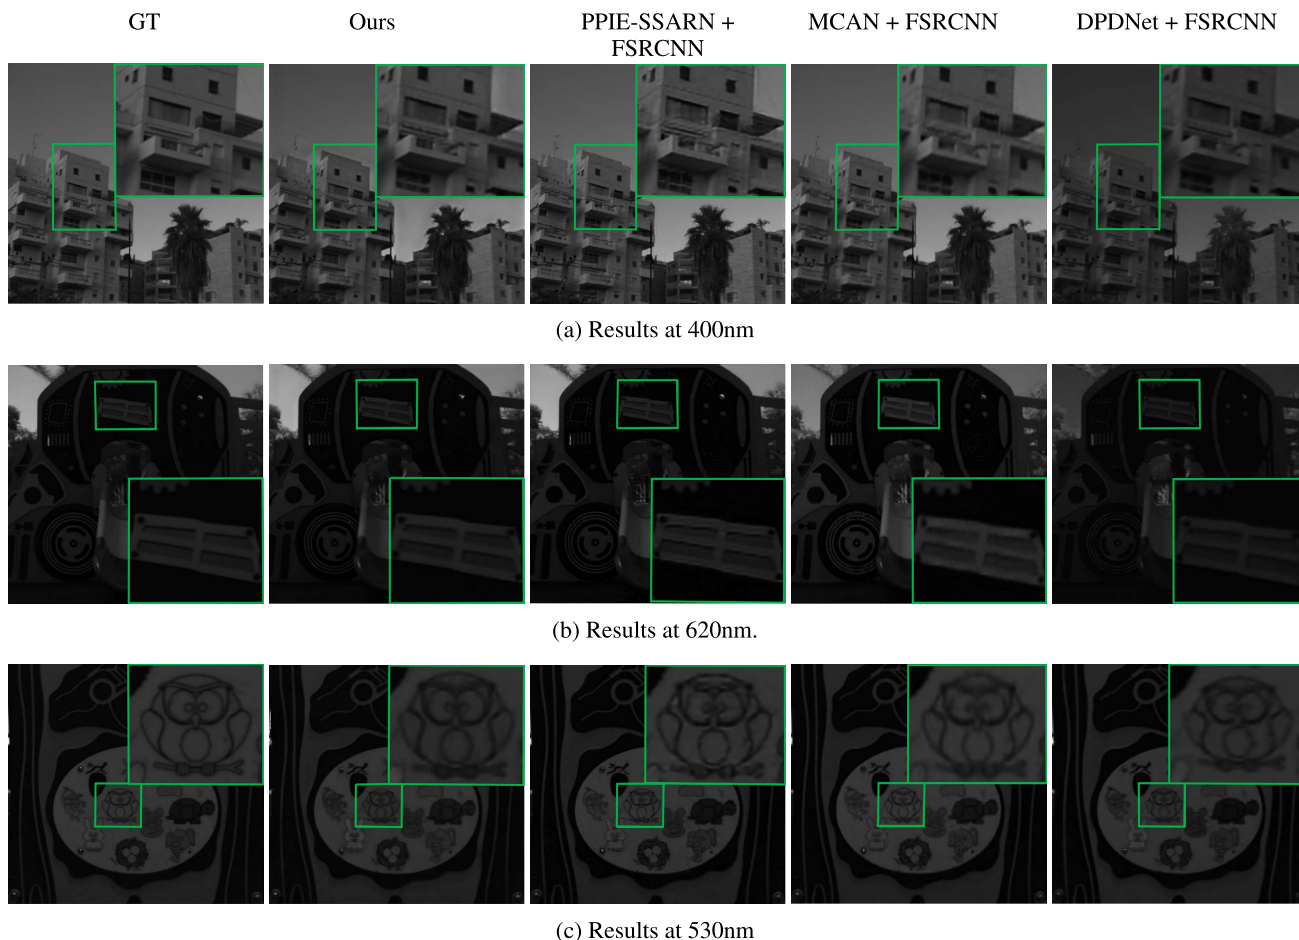 GT
Ours
PPIE-SSARN +
FSRCNN
MCAN + FSRCNN
DPDNet + FSRCNN
(a) Results at 400nm
(b) Results at 620nm.
(c) Results at 530nm